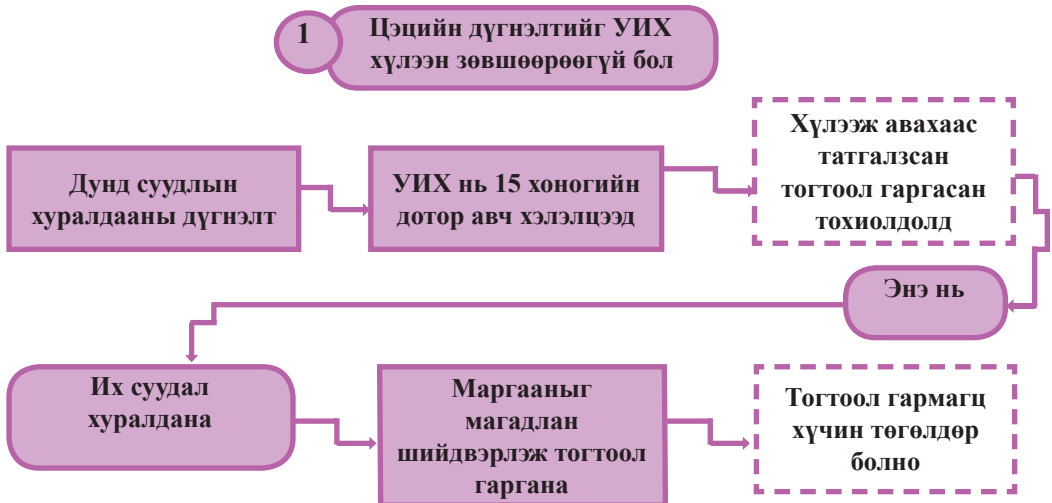 1
Цэцийн дүгнэлтийг УИХ
хүлээн зөвшөөрөөгүй бол
Дунд суудлын
хуралдааны дүгнэлт
УИХ нь 15 хоногийн
дотор авч хэлэлцээд
Хүлээж авахаас
татгалзсан
тогтоол гаргасан
тохиолдолд
Энэ нь
Их суудал
хуралдана
Маргааныг
магадлан
шийдвэрлэж тогтоол
гаргана
Тогтоол гармагц
хүчин төгөлдөр
болно